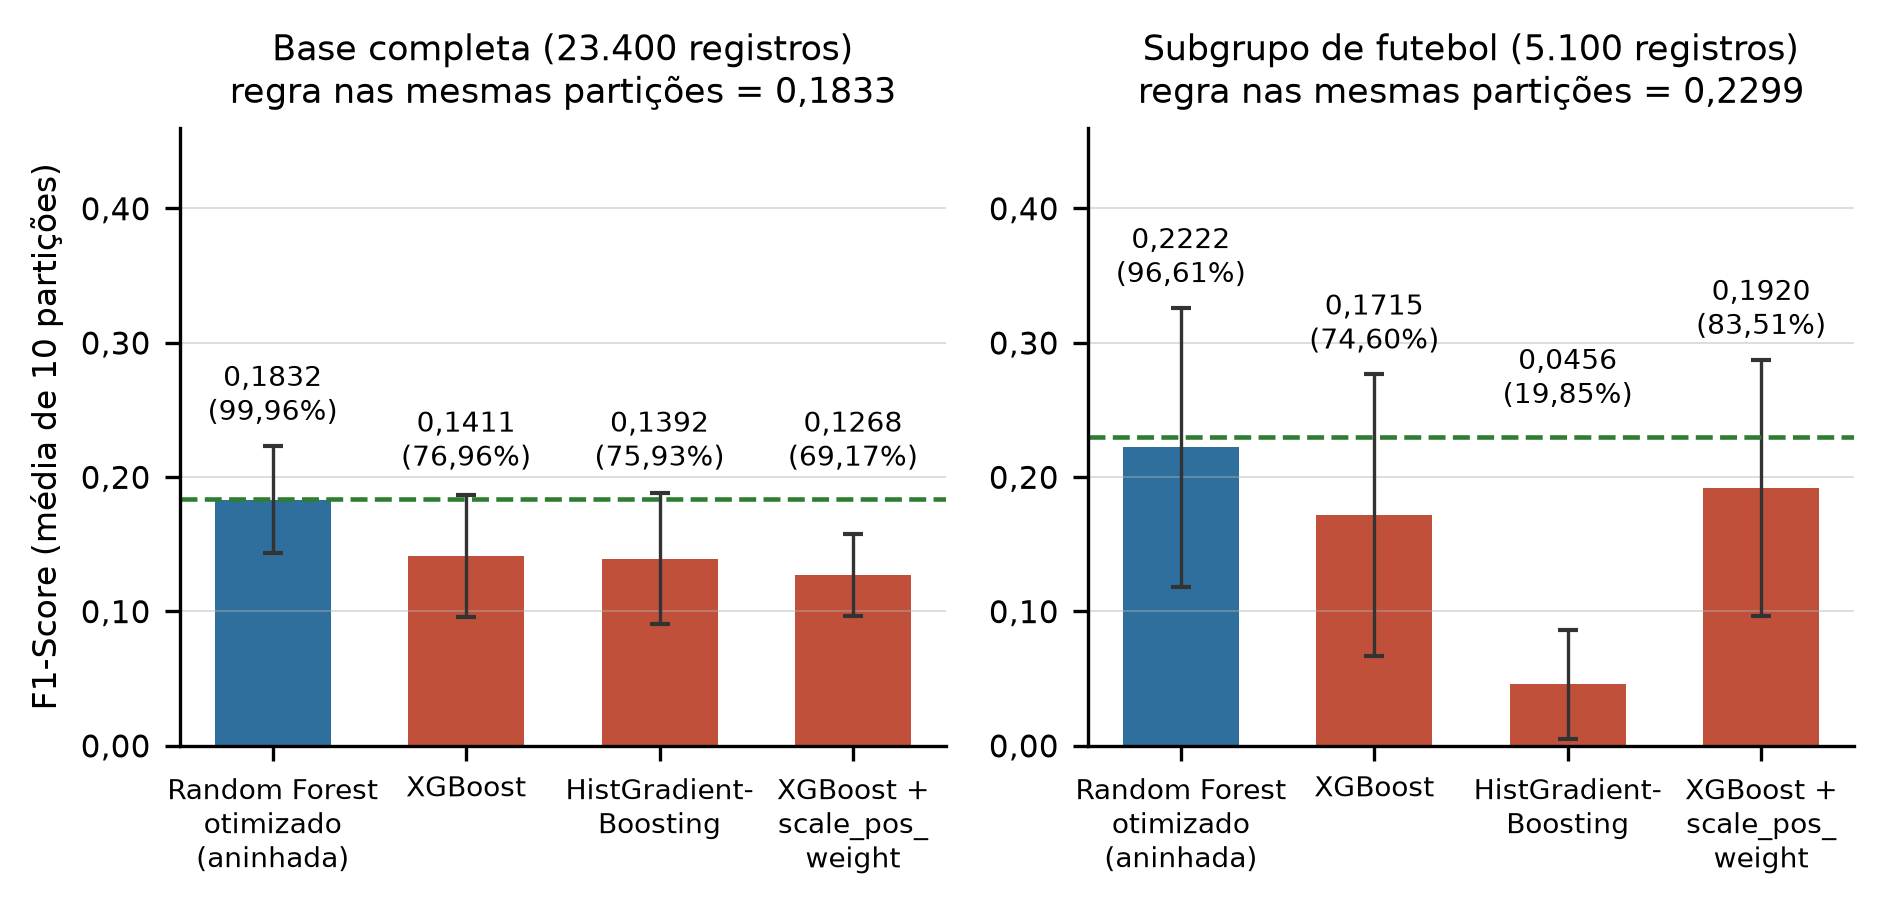 Base completa (23.400 registros)
regra nas mesmas partições = 0,1833
F1-Score (média de 10 partições)
0,40
0,30
0,20
0,10
0,00
0,1832
(99,96%)
0,1411
(76,96%)
0,1392
(75,93%)
0,1268
(69,17%)
Random Forest
otimizado
(aninhada)
XGBoost
HistGradient-
Boosting
XGBoost +
scale_pos_
weight
Subgrupo de futebol (5.100 registros)
regra nas mesmas partições = 0,2299
0,40
0,30
0,20
0,10
0,00
0,2222
(96,61%)
0,1715
(74,60%)
0,0456
(19,85%)
0,1920
(83,51%)
Random Forest
otimizado
(aninhada)
XGBoost
HistGradient-
Boosting
XGBoost +
scale_pos_
weight